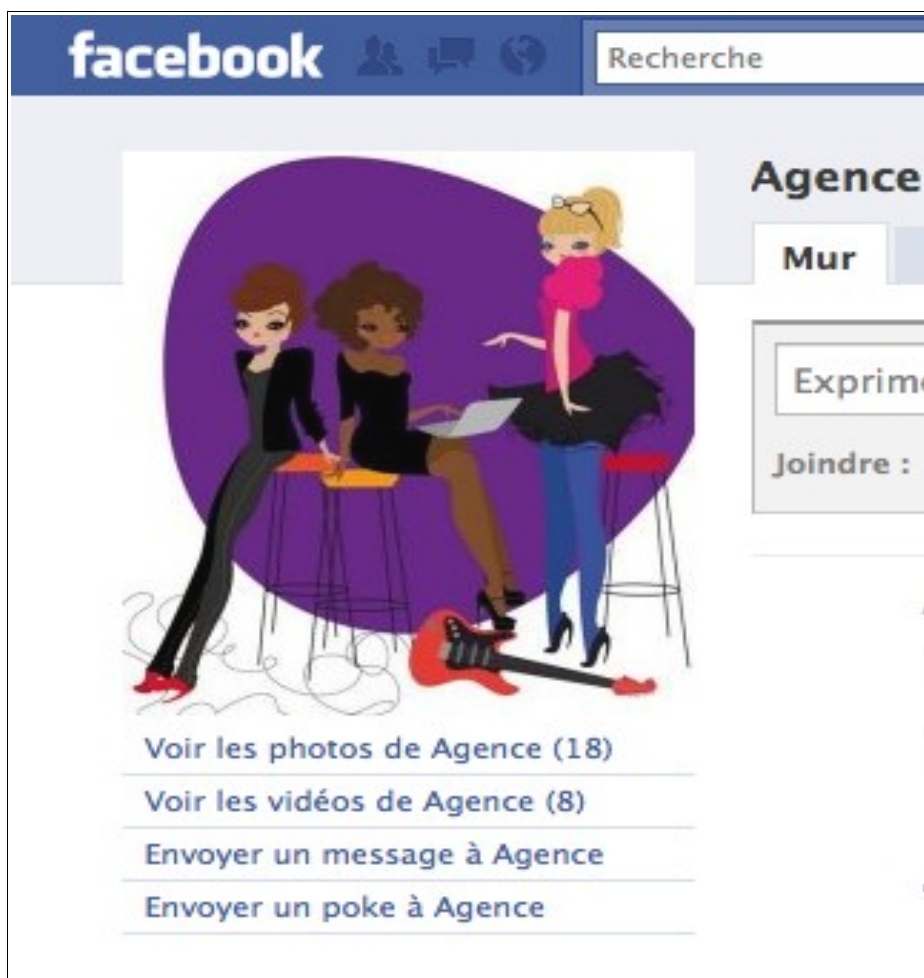 facebook Recherche
Agence
Mur
Exprim
Joindre :
Voir les photos de Agence (18)
Voir les vidéos de Agence (8)
Envoyer un message à Agence
Envoyer un poke à Agence